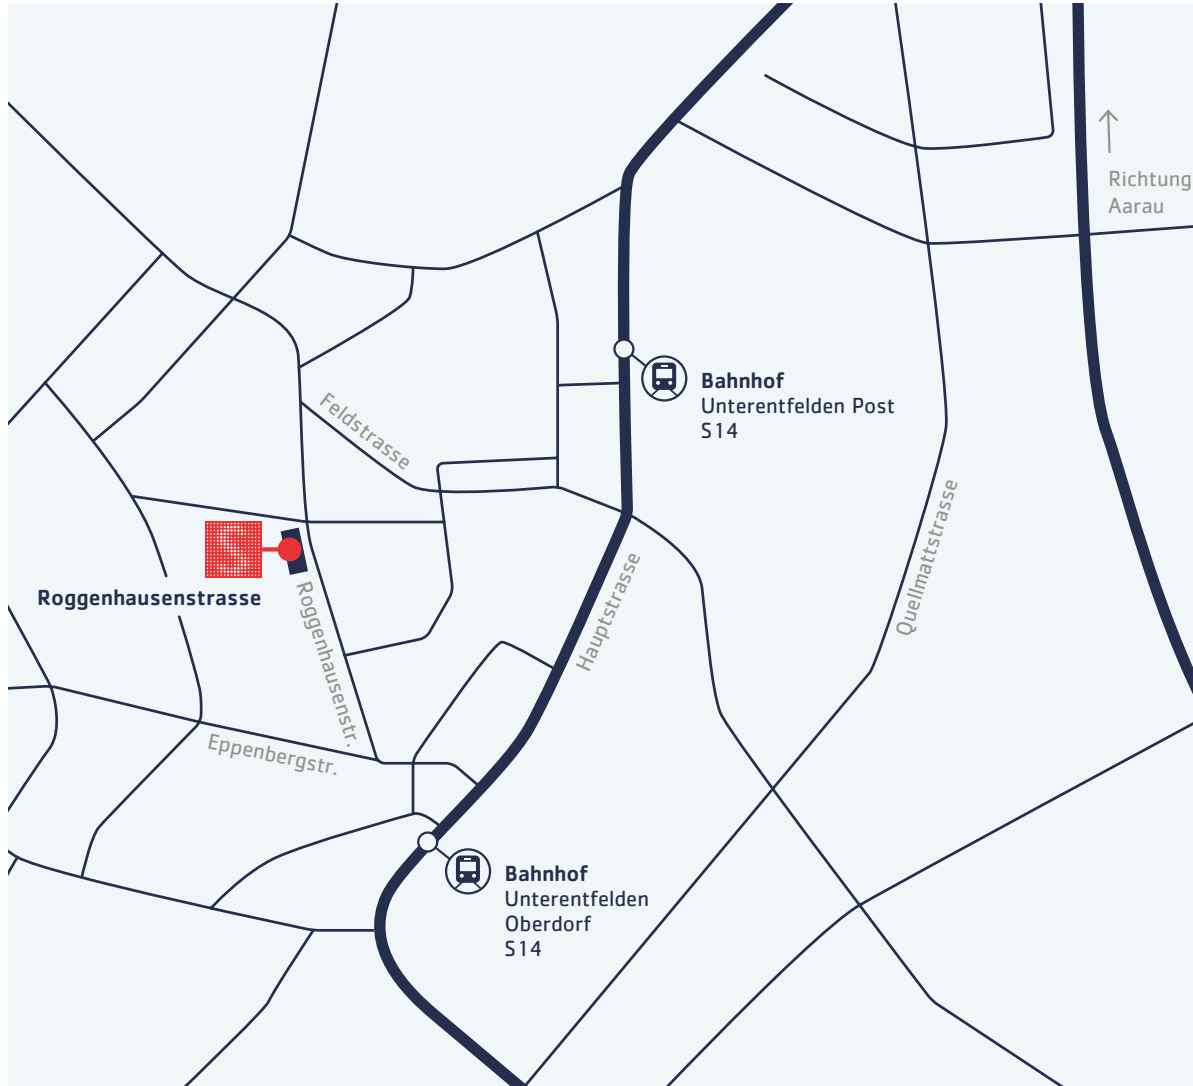 Richtung
Aarau
Bahnhof
Unterentfelden Post
S14
Feldstrasse
Quellmattstrasse
Hauptstrasse
Roggenhausenstrasse
Roggenhausenstr.
Eppenbergstr.
Bahnhof
Unterentfelden
Oberdorf
S14